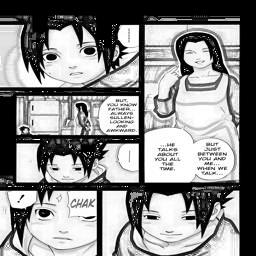 BUT,
YOU KNOW
FATHER...
ALWAYS
SULLEN-
LOOKING
AND
AWKWARD.
BUT
JUST
BETWEEN
YOU AND
ME...
WHEN WE
TALK...
...HE
TALKS
ABOUT
YOU ALL
THE
TIME.
!
CHAK